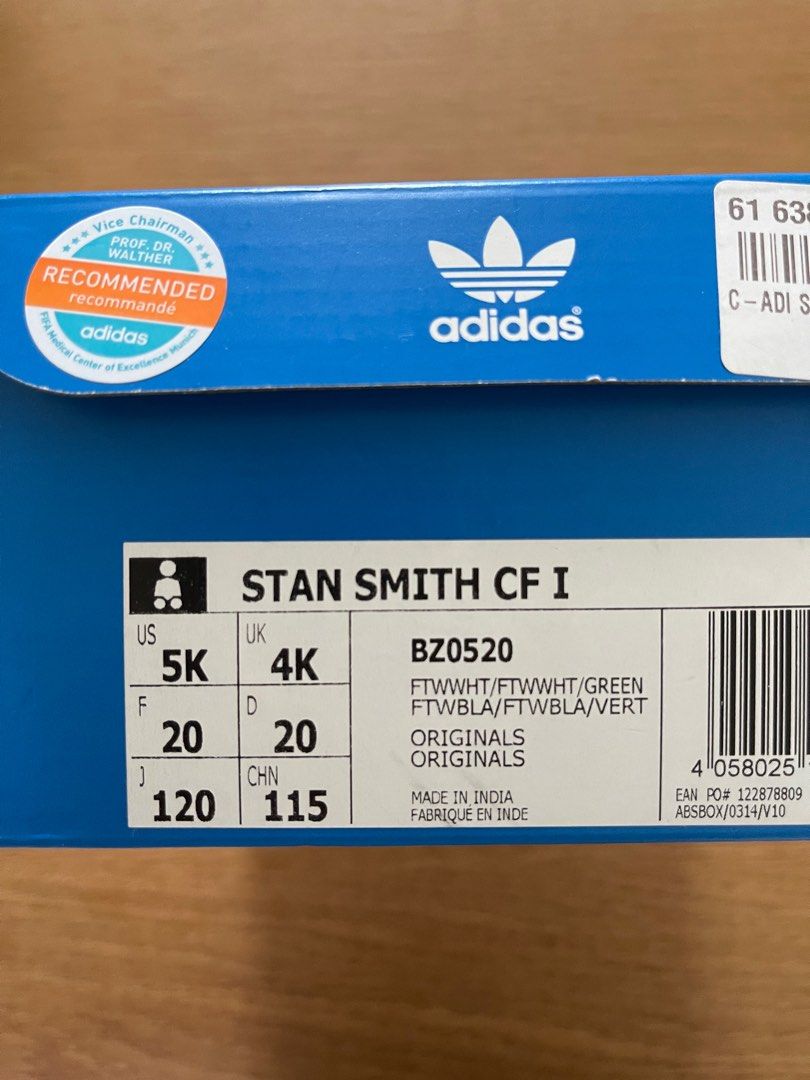 ★★★ Vice Chairman ★★★
PROF. DR.
WALTHER
RECOMMENDED
recommandé
adidas
FIFA Medical Center of Excellence Munich
adidas®
61 638
C-ADI S
STAN SMITH CF I
US
5K
UK
4K
F
20
D
20
J
120
CHN
115
BZ0520
FTWWHT/FTWWHT/GREEN
FTWBLA/FTWBLA/VERT
ORIGINALS
ORIGINALS
MADE IN INDIA
FABRIQUÉ EN INDE
4 058025
EAN PO# 122878809
ABSBOX/0314/V10